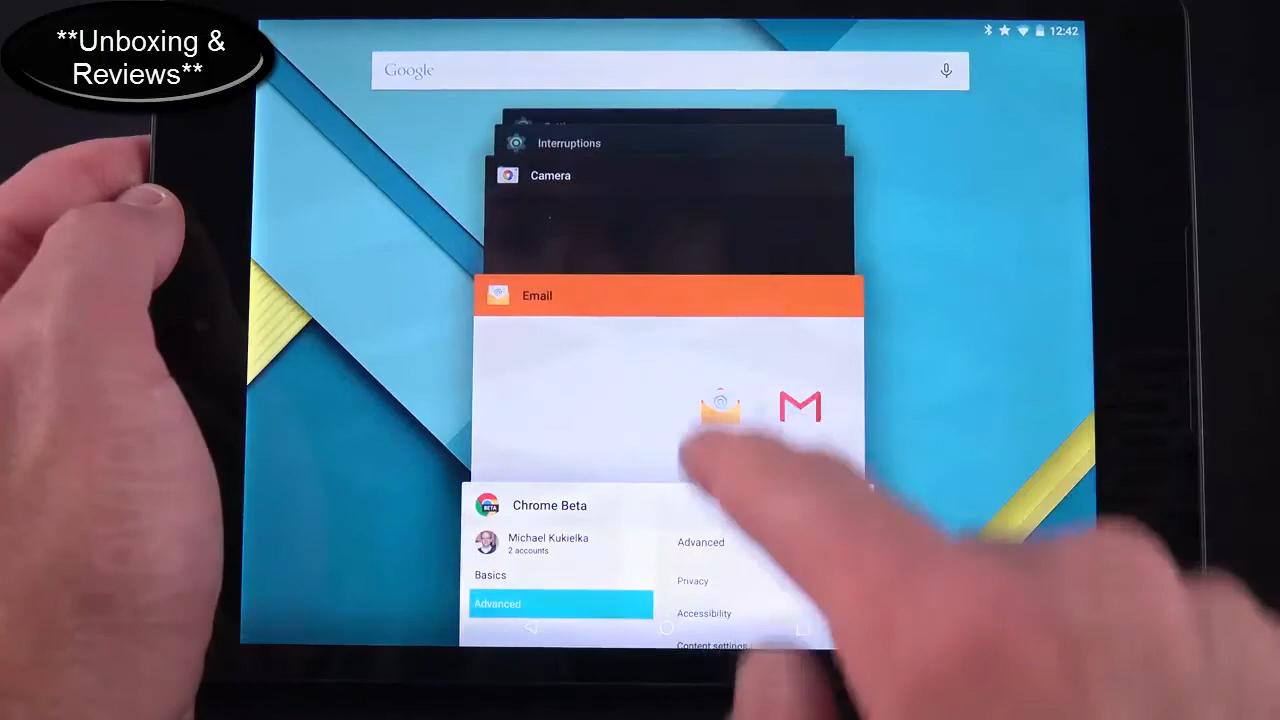 **Unboxing &
Reviews**
12:42
Google
Interruptions
Camera
Email
Chrome Beta
BETA
Michael Kukielka
2 accounts
Basics
Advanced
Advanced
Privacy
Accessibility
Content settings